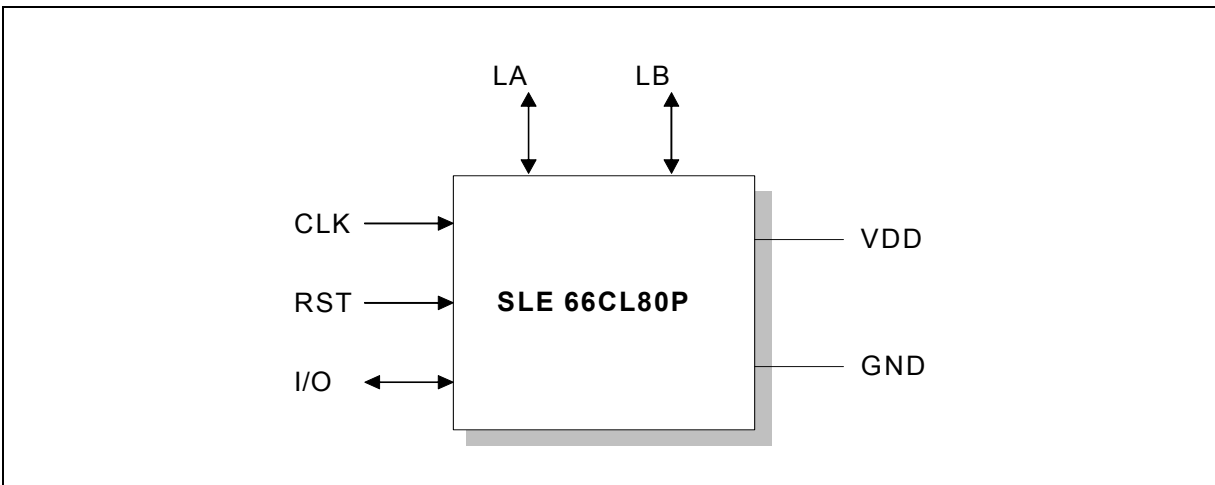 LA LB
CLK
VDD
RST
SLE 66CL80P
GND
I/O